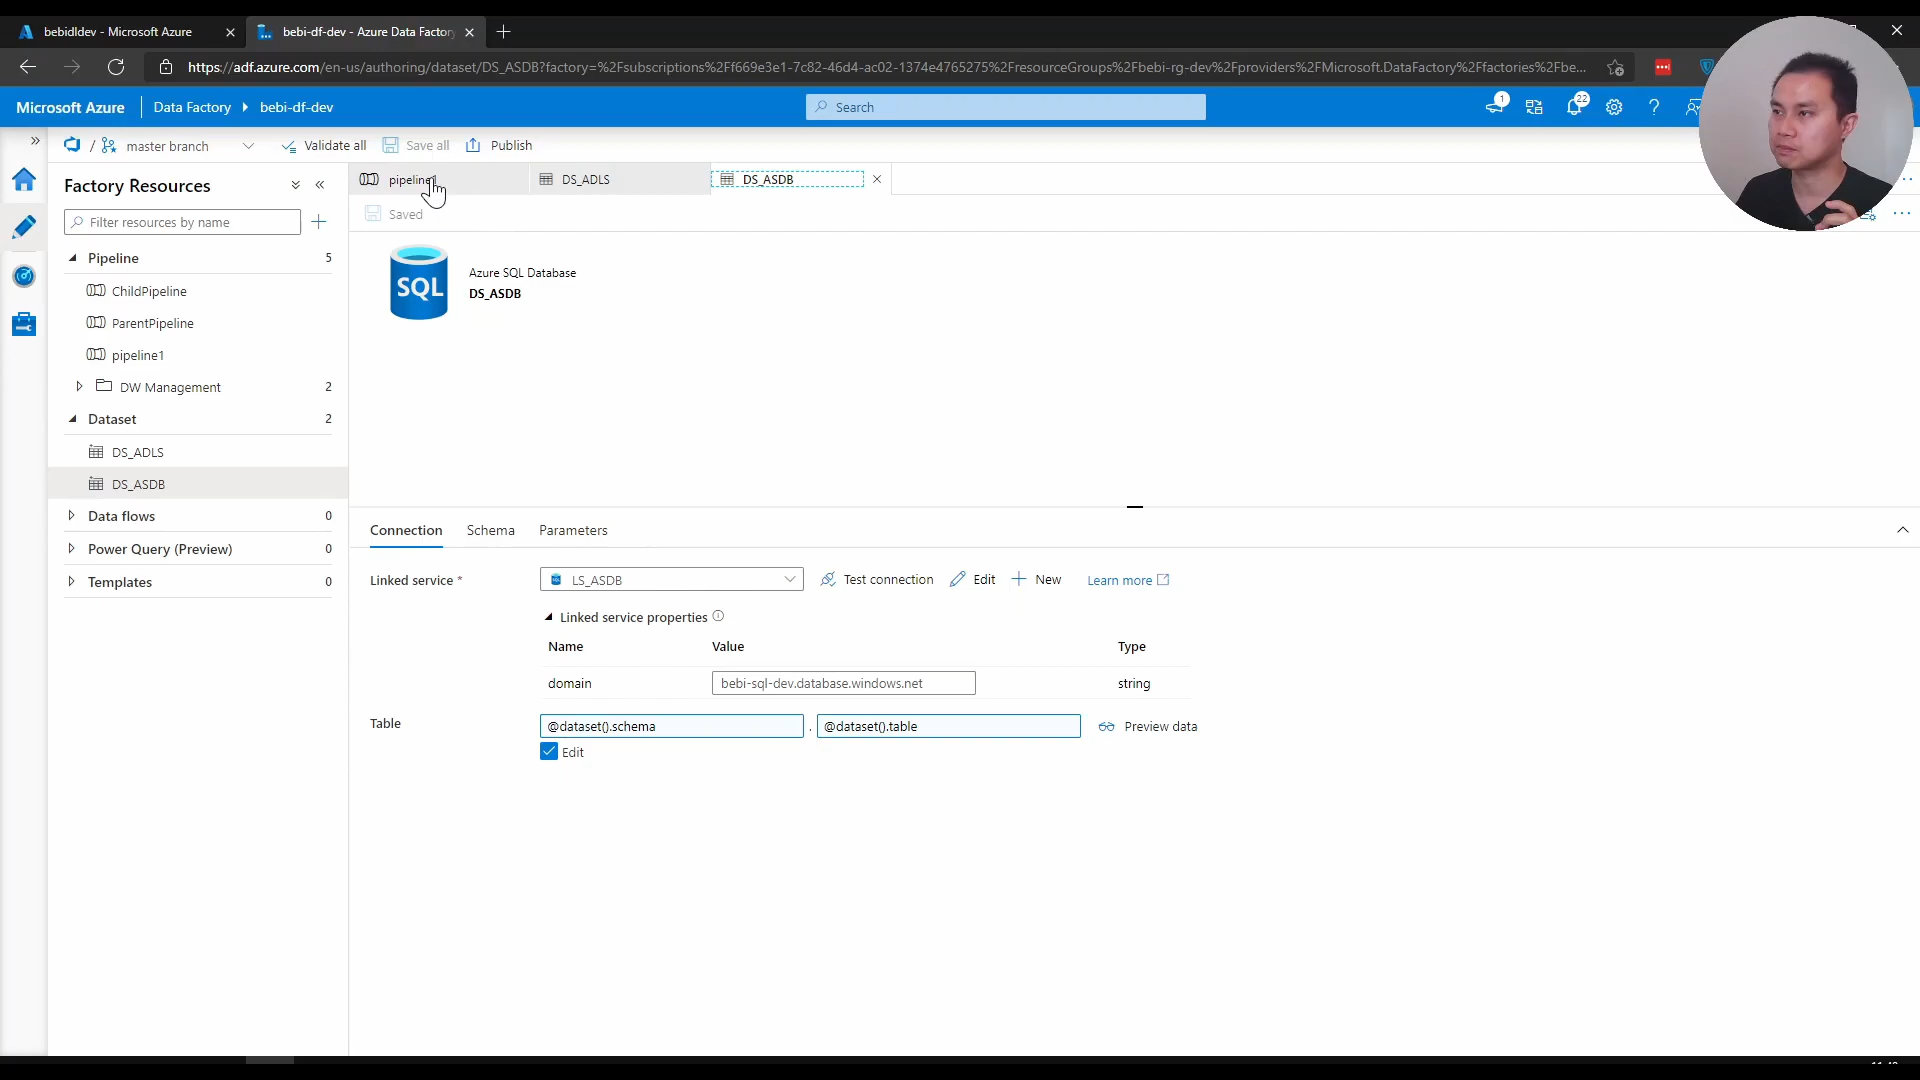 bebidldev - Microsoft Azure
bebi-df-dev - Azure Data Factory
https://adf.azure.com/en-us/authoring/dataset/DS_ASDB?factory=%2Fsubscriptions%2Ff669e3e1-7c82-46d4-ac02-1374e4765275%2FresourceGroups%2Fbebi-rg-dev%2Fproviders%2FMicrosoft.DataFactory%2Ffactories%2Fbe...
Microsoft Azure
Data Factory
bebi-df-dev
Search
1
22
/
master branch
Validate all
Save all
Publish
Factory Resources
pipeline1
DS_ADLS
DS_ASDB
Filter resources by name
Saved
Pipeline 5
ChildPipeline
ParentPipeline
pipeline1
DW Management 2
Dataset 2
DS_ADLS
DS_ASDB
Data flows 0
Power Query (Preview) 0
Templates 0
SQL
Azure SQL Database
DS_ASDB
Connection
Schema
Parameters
Linked service *
LS_ASDB
Test connection
Edit
New
Learn more
Linked service properties
Name Value Type
domain bebi-sql-dev.database.windows.net string
Table
@dataset().schema . @dataset().table
Preview data
Edit